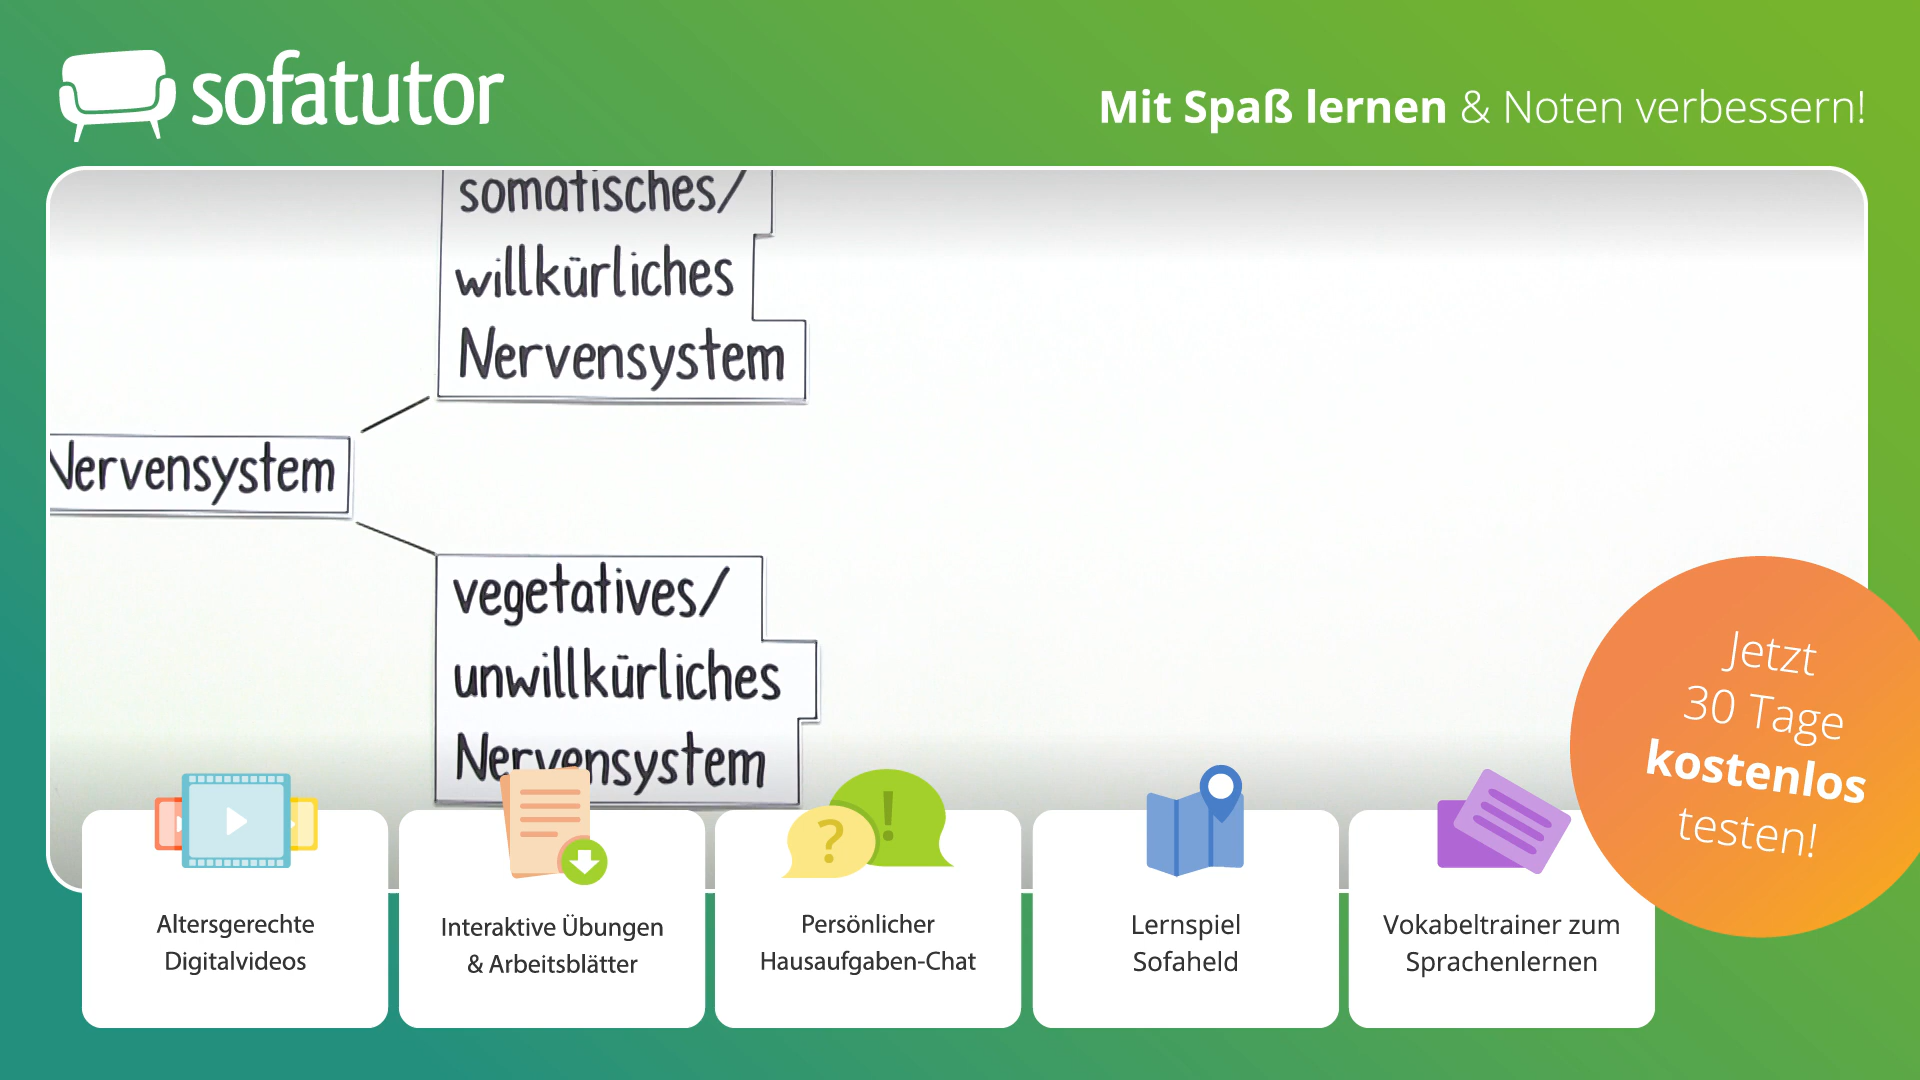 sofatutor
Mit Spaß lernen & Noten verbessern!
somatisches/
willkürliches
Nervensystem
Nervensystem
vegetatives/
unwillkürliches
Nervensystem
Jetzt
30 Tage
kostenlos
testen!
?
!
Altersgerechte
Digitalvideos
Interaktive Übungen
& Arbeitsblätter
Persönlicher
Hausaufgaben-Chat
Lernspiel
Sofaheld
Vokabeltrainer zum
Sprachenlernen